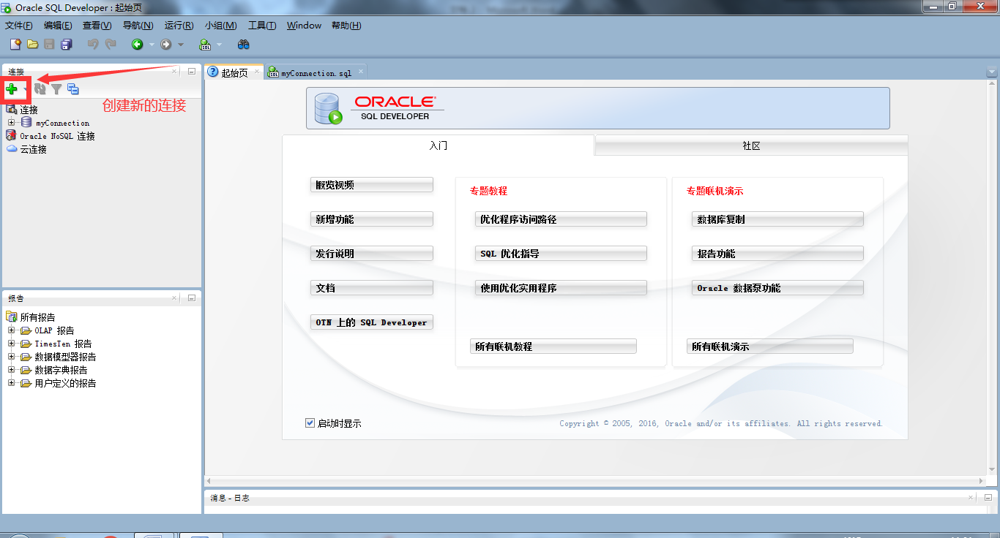 Oracle SQL Developer : 起始页
文件(F) 编辑(E) 查看(V) 导航(N) 运行(R) 小组(M) 工具(T) Window 帮助(H)
连接
创建新的连接
连接
myConnection
Oracle NoSQL 连接
云连接
报告
所有报告
OLAP 报告
TimesTen 报告
数据模型器报告
数据字典报告
用户定义的报告
起始页 myConnection.sql
ORACLE
SQL DEVELOPER
入门 社区
概览视频
新增功能
发行说明
文档
OTN 上的 SQL Developer
专题教程
优化程序访问路径
SQL 优化指导
使用优化实用程序
所有联机教程
专题联机演示
数据库复制
报告功能
Oracle 数据泵功能
所有联机演示
启动时显示
Copyright © 2005, 2016, Oracle and/or its affiliates. All rights reserved.
消息 - 日志